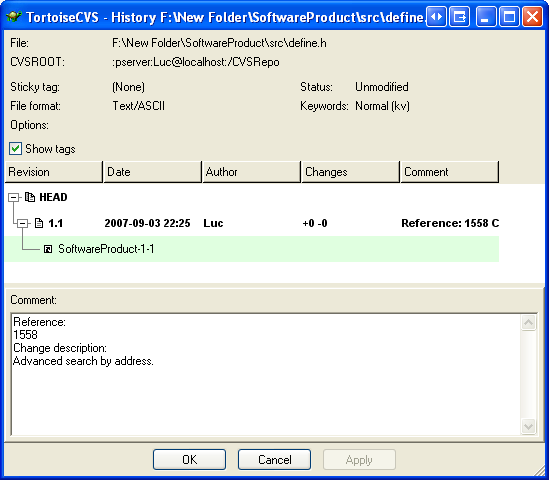 TortoiseCVS - History F:\New Folder\SoftwareProduct\src\define.
File: F:\New Folder\SoftwareProduct\src\define.h
CVSROOT: :pserver:Luc@localhost:/CVSRepo
Sticky tag: (None) Status: Unmodified
File format: Text/ASCII Keywords: Normal (kv)
Options:
Show tags
Revision Date Author Changes Comment
HEAD
1.1 2007-09-03 22:25 Luc +0 -0 Reference: 1558 C
SoftwareProduct-1-1
Comment:
Reference:
1558
Change description:
Advanced search by address.
OK Cancel Apply